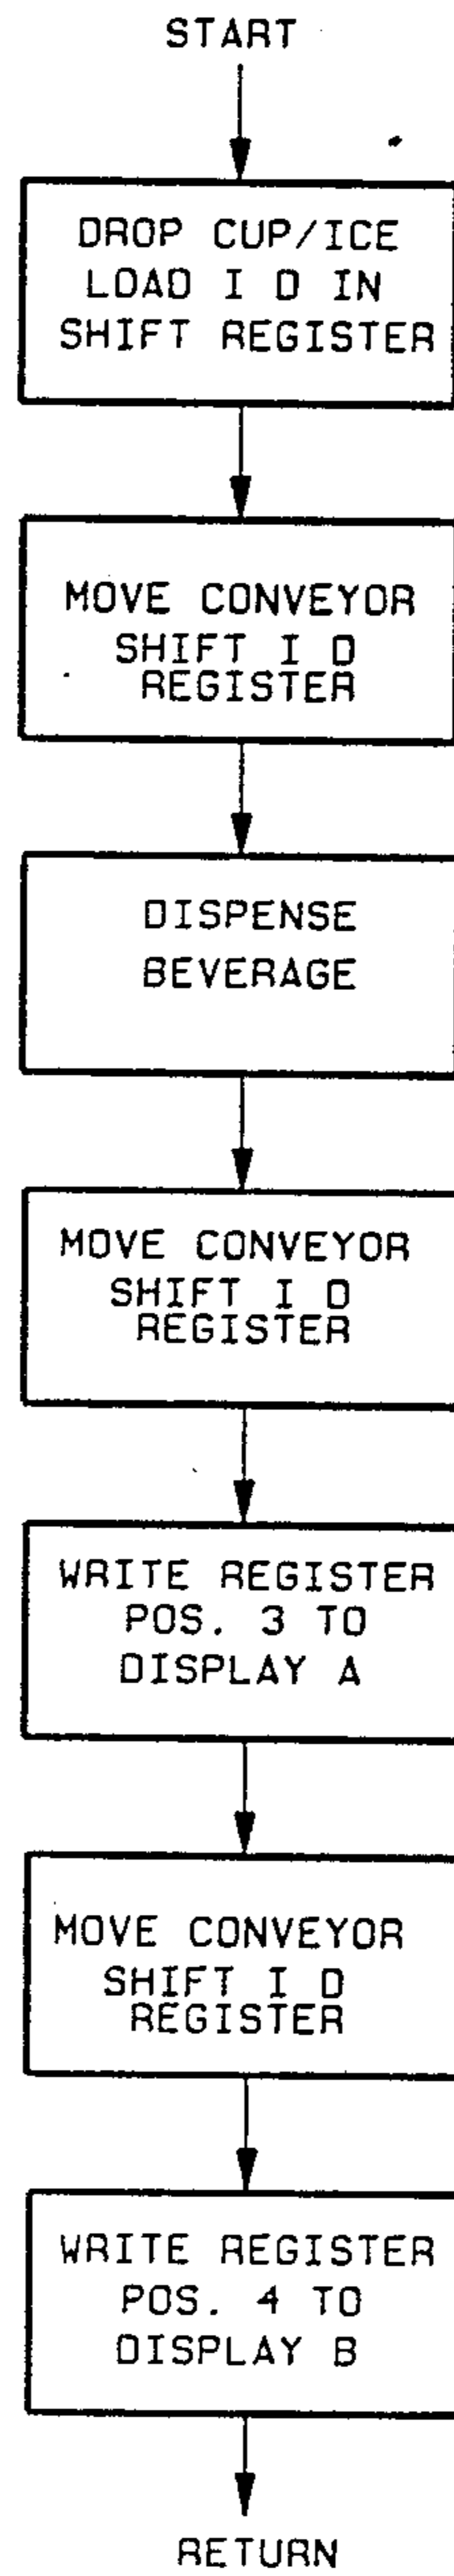 START
DROP CUP/ICE
LOAD I D IN
SHIFT REGISTER
MOVE CONVEYOR
SHIFT I D
REGISTER
DISPENSE
BEVERAGE
MOVE CONVEYOR
SHIFT I D
REGISTER
WRITE REGISTER
POS. 3 TO
DISPLAY A
MOVE CONVEYOR
SHIFT I D
REGISTER
WRITE REGISTER
POS. 4 TO
DISPLAY B
RETURN